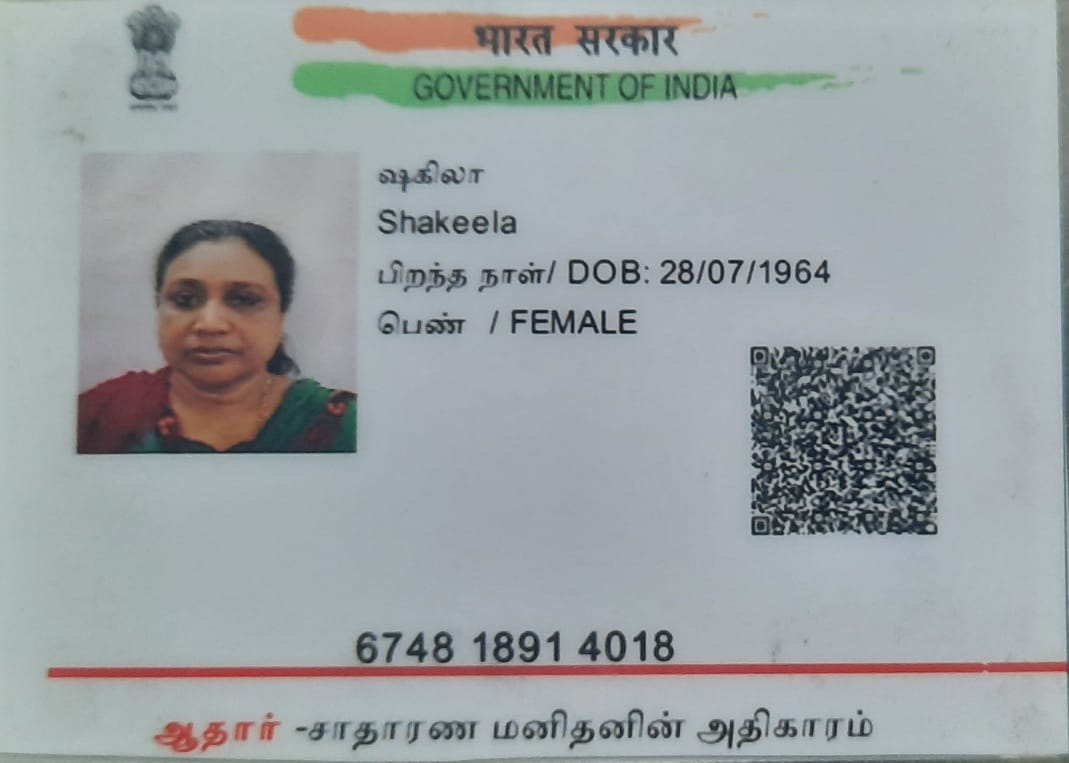 भारत सरकार
GOVERNMENT OF INDIA
ஷகிலா
Shakeela
பிறந்த நாள்/ DOB: 28/07/1964
பெண் / FEMALE
6748 1891 4018
ஆதார் -சாதாரண மனிதனின் அதிகாரம்